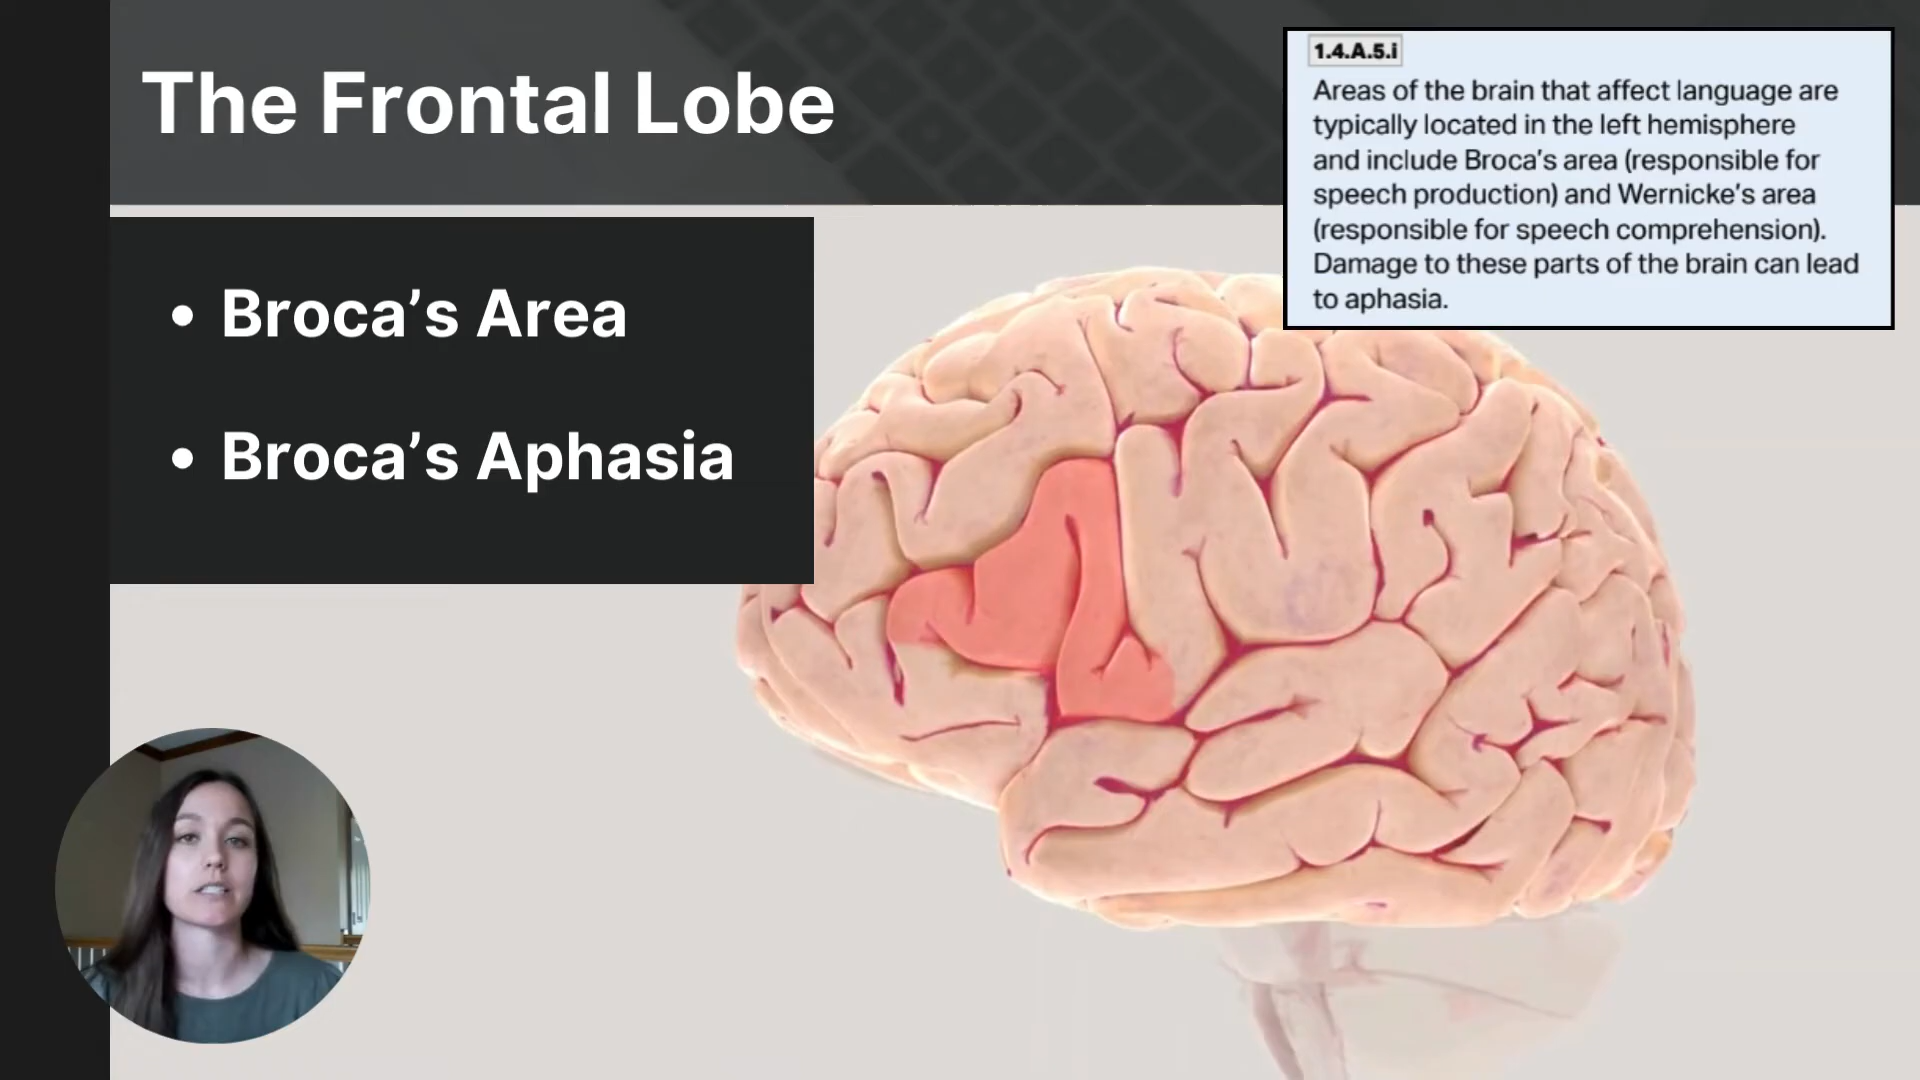 The Frontal Lobe
1.4.A.5.i
Areas of the brain that affect language are
typically located in the left hemisphere
and include Broca’s area (responsible for
speech production) and Wernicke’s area
(responsible for speech comprehension).
Damage to these parts of the brain can lead
to aphasia.
• Broca’s Area
• Broca’s Aphasia